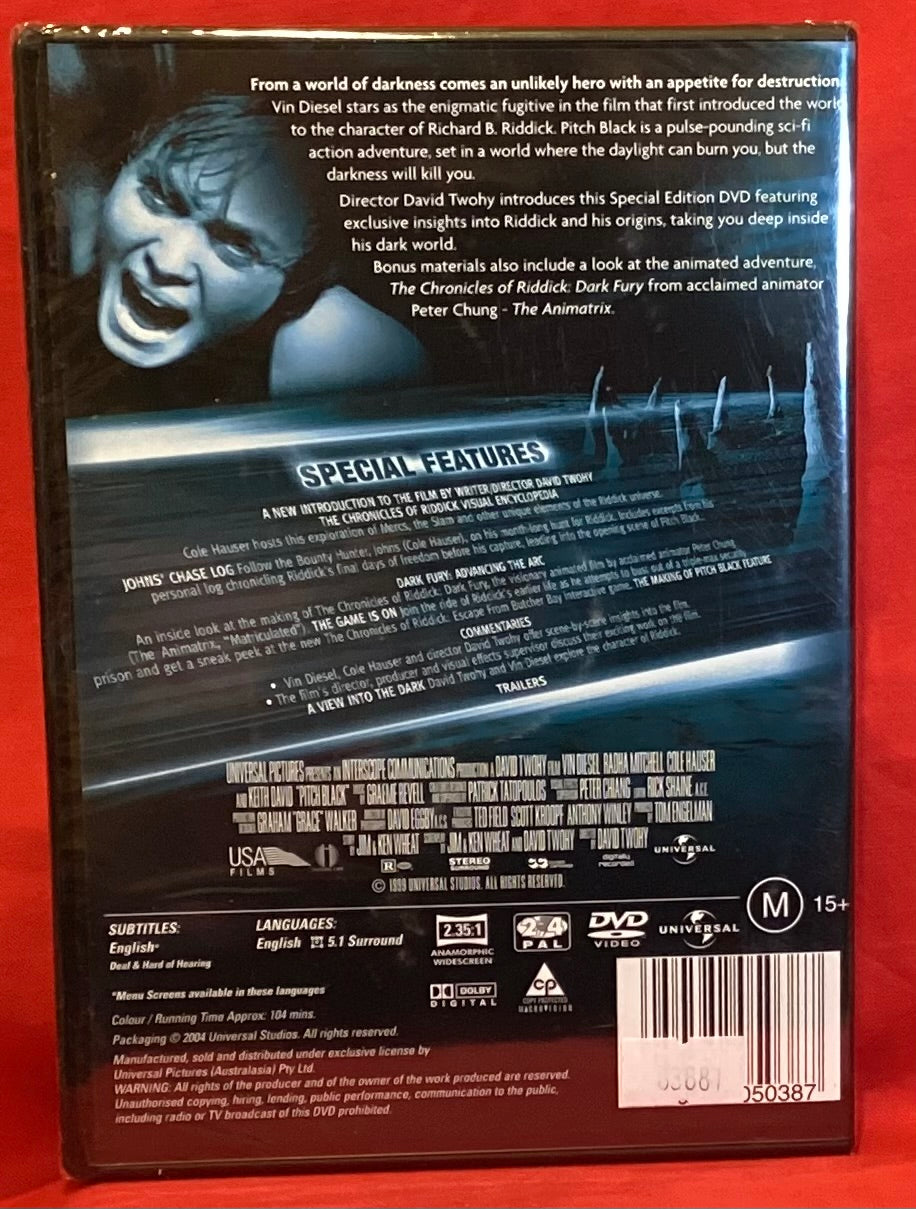 From a world of darkness comes an unlikely hero with an appetite for destruction
Vin Diesel stars as the enigmatic fugitive in the film that first introduced the world
to the character of Richard B. Riddick. Pitch Black is a pulse-pounding sci-fi
action adventure, set in a world where the daylight can burn you, but the
darkness will kill you.
Director David Twohy introduces this Special Edition DVD featuring
exclusive insights into Riddick and his origins, taking you deep inside
his dark world.
Bonus materials also include a look at the animated adventure,
The Chronicles of Riddick: Dark Fury from acclaimed animator
Peter Chung - The Animatrix.
SPECIAL FEATURES
A NEW INTRODUCTION TO THE FILM BY WRITER/DIRECTOR DAVID TWOHY
THE CHRONICLES OF RIDDICK VISUAL ENCYCLOPEDIA
Cole Hauser hosts this exploration of Mercs, the Slam and other unique elements of the Riddick universe.
JOHNS' CHASE LOG Follow the Bounty Hunter, Johns (Cole Hauser), on his month-long hunt for Riddick. Includes excerpts from his
personal log chronicling Riddick's final days of freedom before his capture, leading into the opening scene of Pitch Black.
DARK FURY: ADVANCING THE ARC
An inside look at the making of The Chronicles of Riddick: Dark Fury, the visionary animated film by acclaimed animator Peter Chung
(The Animatrix, "Matriculated"). THE GAME IS ON Join the ride of Riddick's earlier life as he attempts to bust out of a triple-max security
prison and get a sneak peek at the new The Chronicles of Riddick: Escape From Butcher Bay interactive game. THE MAKING OF PITCH BLACK FEATURE
COMMENTARIES
• Vin Diesel, Cole Hauser and director David Twohy offer scene-by-scene insights into the film.
• The film's director, producer and visual effects supervisor discuss their exciting work on the film.
A VIEW INTO THE DARK David Twohy and Vin Diesel explore the character of Riddick.
TRAILERS
UNIVERSAL PICTURES PRESENTS AN INTERSCOPE COMMUNICATIONS PRODUCTION A DAVID TWOHY FILM VIN DIESEL RADHA MITCHELL COLE HAUSER
AND KEITH DAVID "PITCH BLACK" GRAEME REVELL PATRICK TATOPOULOS PETER CHIANG RICK SHAINE A.C.E.
GRAHAM "GRACE" WALKER DAVID EGGBY A.C.S. TED FIELD SCOTT KROOPF ANTHONY WINLEY TOM ENGELMAN
JIM & KEN WHEAT JIM & KEN WHEAT AND DAVID TWOHY DAVID TWOHY
USA FILMS
R
STEREO SURROUND
digitally recorded
UNIVERSAL
© 1999 UNIVERSAL STUDIOS. ALL RIGHTS RESERVED.
M 15+
SUBTITLES:
English*
Deaf & Hard of Hearing
LANGUAGES:
English 5.1 Surround
2.35:1
ANAMORPHIC
WIDESCREEN
2 4
PAL
DVD
VIDEO
UNIVERSAL
DOLBY
DIGITAL
CP
COPY PROTECTED
MACROVISION
*Menu Screens available in these languages
Colour / Running Time Approx: 104 mins.
Packaging © 2004 Universal Studios. All rights reserved.
Manufactured, sold and distributed under exclusive license by
Universal Pictures (Australasia) Pty Ltd.
WARNING: All rights of the producer and of the owner of the work produced are reserved.
Unauthorised copying, hiring, lending, public performance, communication to the public,
including radio or TV broadcast of this DVD prohibited.
050387